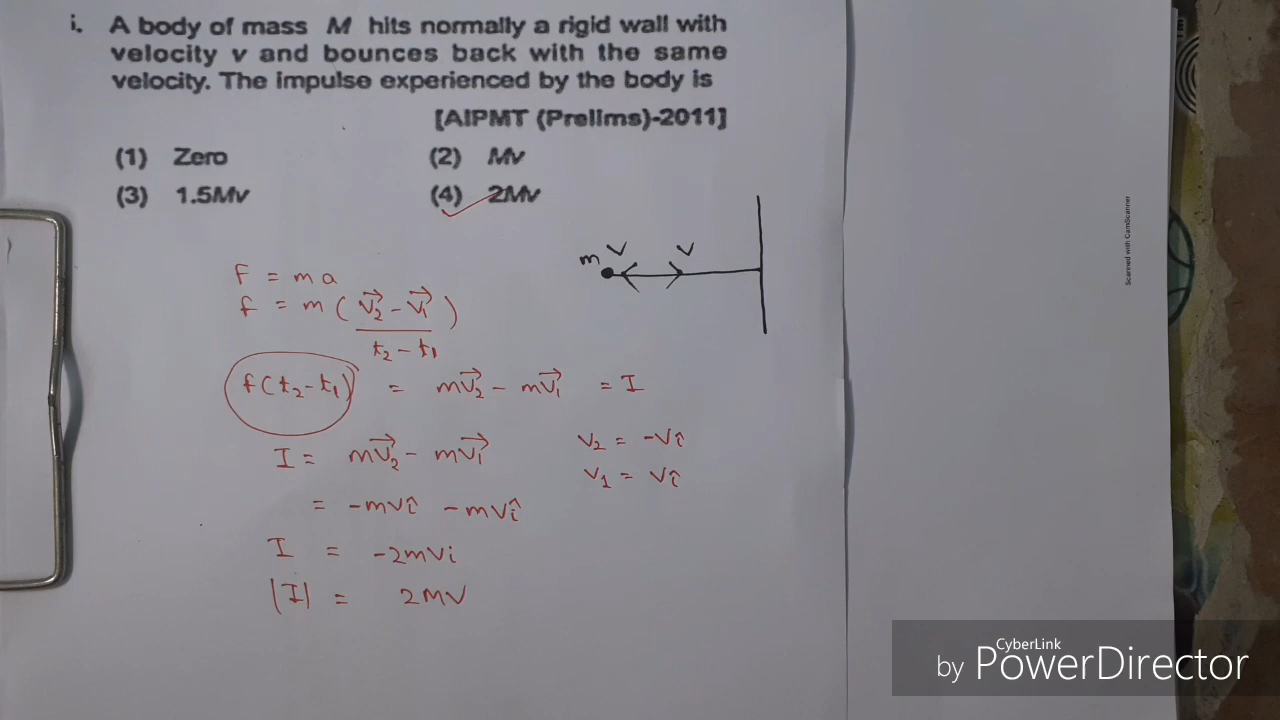 i. A body of mass M hits normally a rigid wall with
velocity v and bounces back with the same
velocity. The impulse experienced by the body is
[AIPMT (Prelims)-2011]
(1) Zero (2) Mv
(3) 1.5Mv (4) 2Mv
m v v
F = ma
f = m ( V⃗2 - V⃗1 )
t2 - t1
f(t2 - t1) = mV⃗2 - mV⃗1 = I
I = mV⃗2 - mV⃗1 V2 = -Vî
= -mvî - mvî V1 = Vî
I = -2mVi
|I| = 2MV
Scanned with CamScanner
CyberLink
by PowerDirector